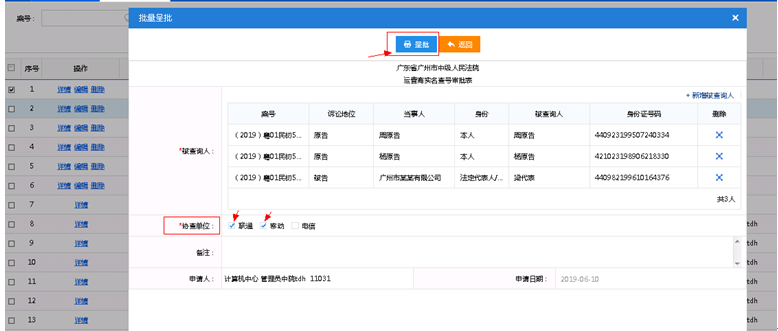 批量呈批
案号：
呈批 返回
广东省广州市中级人民法院
运营商实名查号审批表
+ 新增被查询人
序号 操作
案号 诉讼地位 当事人 身份 被查询人 身份证号码 删除
1 详情 编辑 删除
2 详情 编辑 删除
3 详情 编辑 删除
4 详情 编辑 删除
5 详情 编辑 删除
6 详情 编辑 删除
7 详情
8 详情
9 详情
10 详情
11 详情
12 详情
13 详情
*被查询人：
（2019）粤01民初5... 原告 周原告 本人 周原告 440923199507240334
（2019）粤01民初5... 原告 杨原告 本人 杨原告 421023198906218330
（2019）粤01民初5... 被告 广州市某某有限公司 法定代表人/... 梁代表 440982199610164376
共3人
*协查单位： 联通 移动 电信
备注：
申请人： 计算机中心 管理员中院tdh 11031 申请日期： 2019-06-10
tdh
tdh
tdh
tdh
tdh
tdh